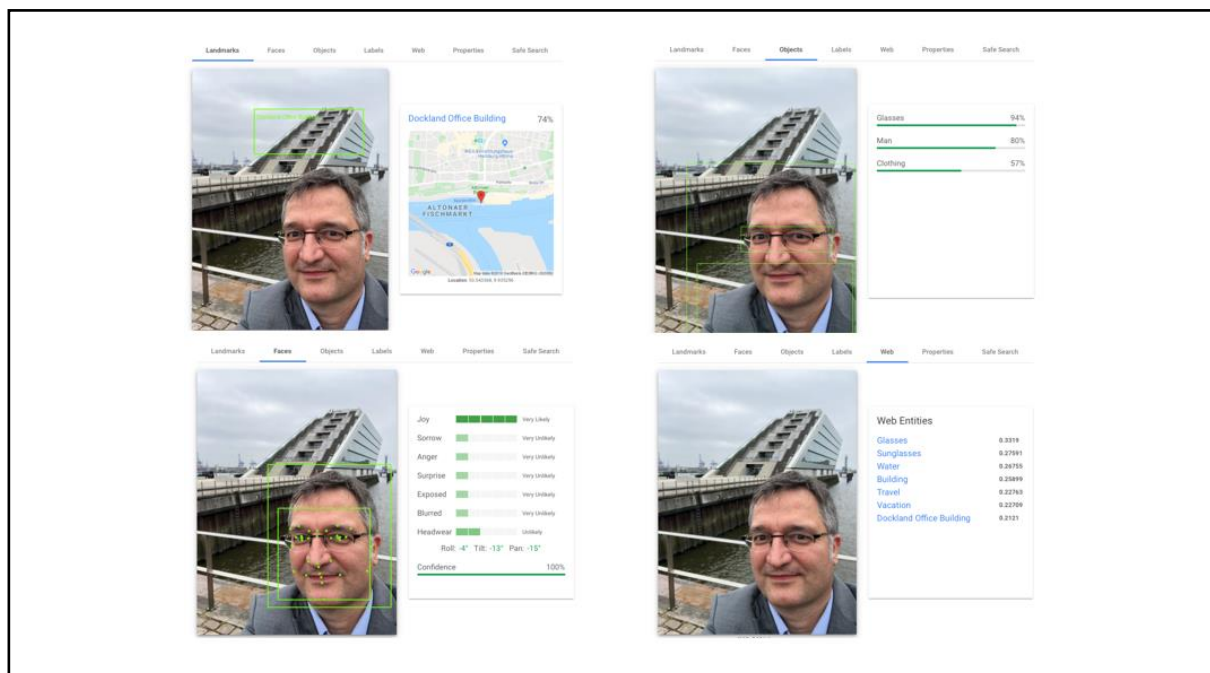 Landmarks Faces Objects Labels Web Properties Safe Search
Dockland Office Building
Dockland Office Building 74%
ALTONAER
FISCHMARKT
Google
Landmarks Faces Objects Labels Web Properties Safe Search
Glasses 94%
Man 80%
Clothing 57%
Landmarks Faces Objects Labels Web Properties Safe Search
Joy Very Likely
Sorrow Very Unlikely
Anger Very Unlikely
Surprise Very Unlikely
Exposed Very Unlikely
Blurred Very Unlikely
Headwear Unlikely
Roll: -4° Tilt: -13° Pan: -15°
Confidence 100%
Landmarks Faces Objects Labels Web Properties Safe Search
Web Entities
Glasses 0.3319
Sunglasses 0.27591
Water 0.26755
Building 0.25899
Travel 0.22763
Vacation 0.22709
Dockland Office Building 0.2121